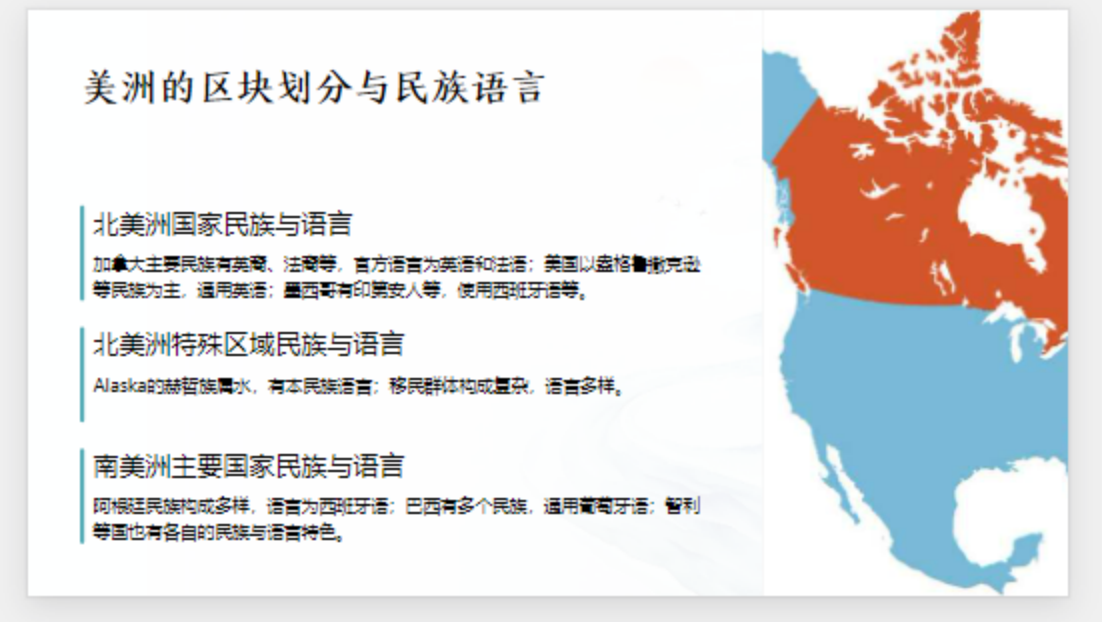 美洲的区块划分与民族语言
北美洲国家民族与语言
加拿大主要民族有英裔、法裔等，官方语言为英语和法语；美国以盎格鲁撒克逊
等民族为主，通用英语；墨西哥有印第安人等，使用西班牙语等。
北美洲特殊区域民族与语言
Alaska的赫哲族属水，有本民族语言；移民群体构成复杂，语言多样。
南美洲主要国家民族与语言
阿根廷民族构成多样，语言为西班牙语；巴西有多个民族，通用葡萄牙语；智利
等国也有各自的民族与语言特色。